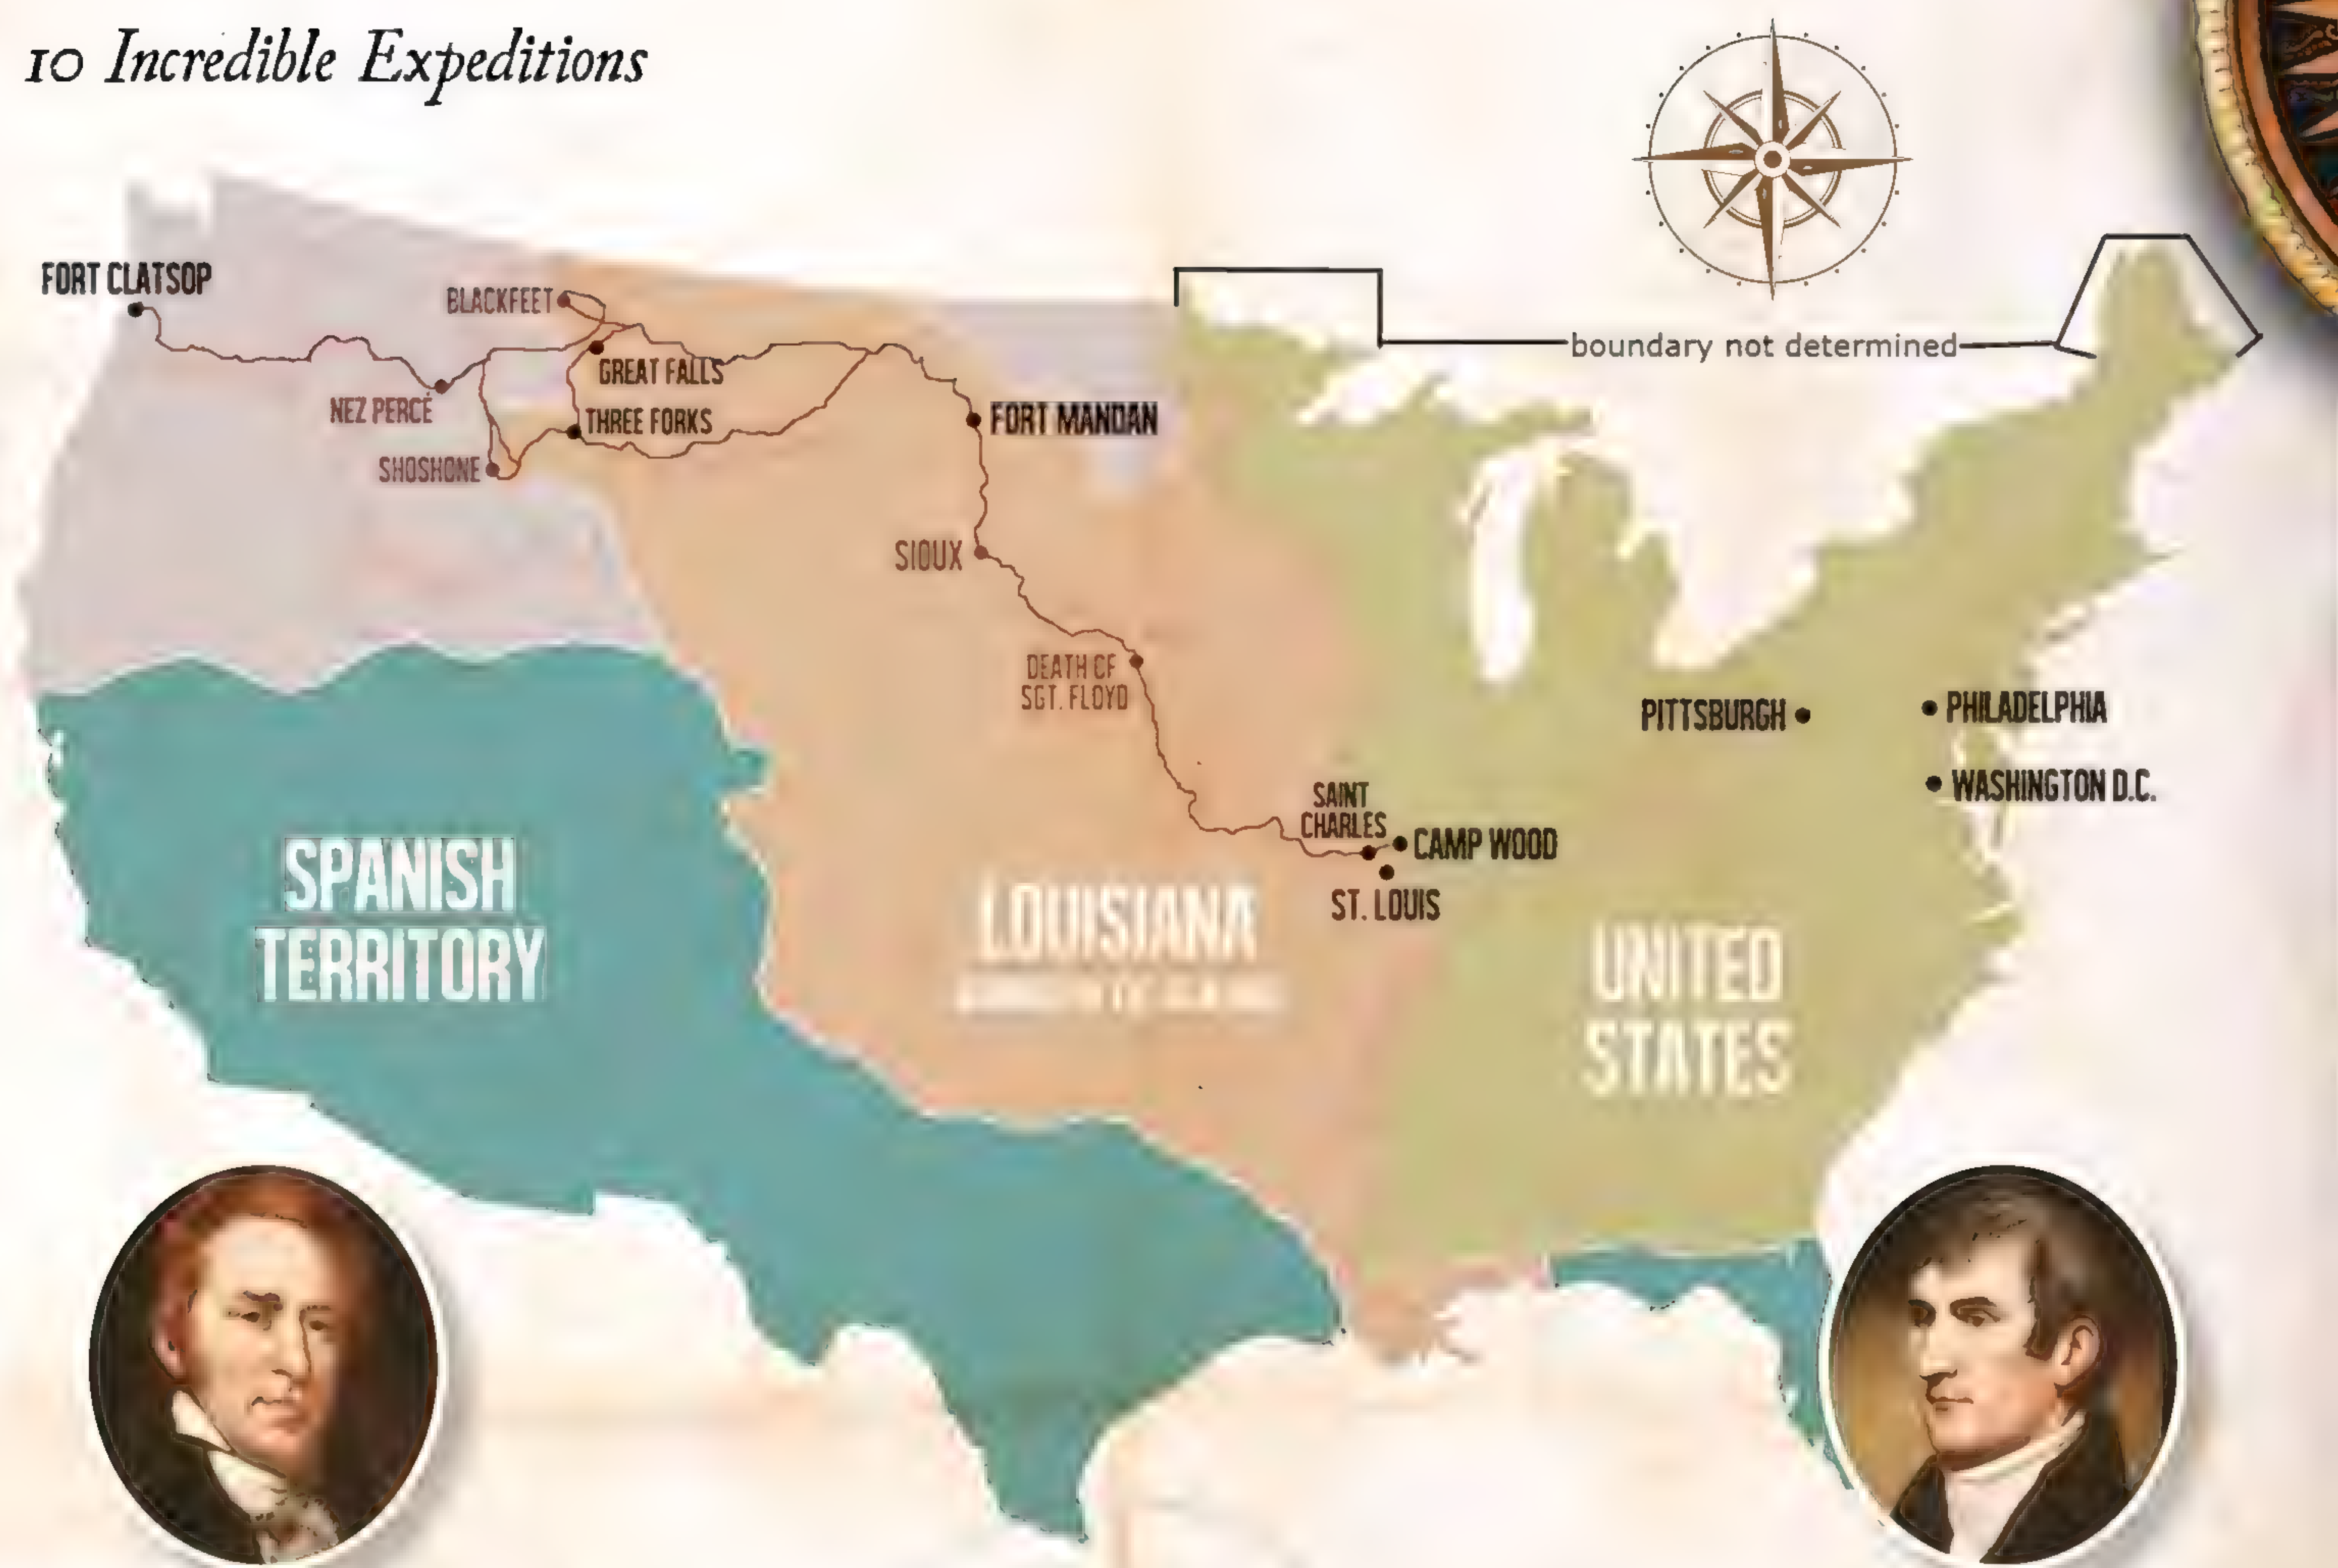 10 Incredible Expeditions
FORT CLATSOP
BLACKFEET
boundary not determined
GREAT FALLS
NEZ PERCÉ
THREE FORKS
FORT MANDAN
SHOSHONE
SIOUX
DEATH OF
SGT. FLOYD
PITTSBURGH
PHILADELPHIA
WASHINGTON D.C.
SAINT
CHARLES
CAMP WOOD
ST. LOUIS
SPANISH
TERRITORY
LOUISIANA
UNITED
STATES